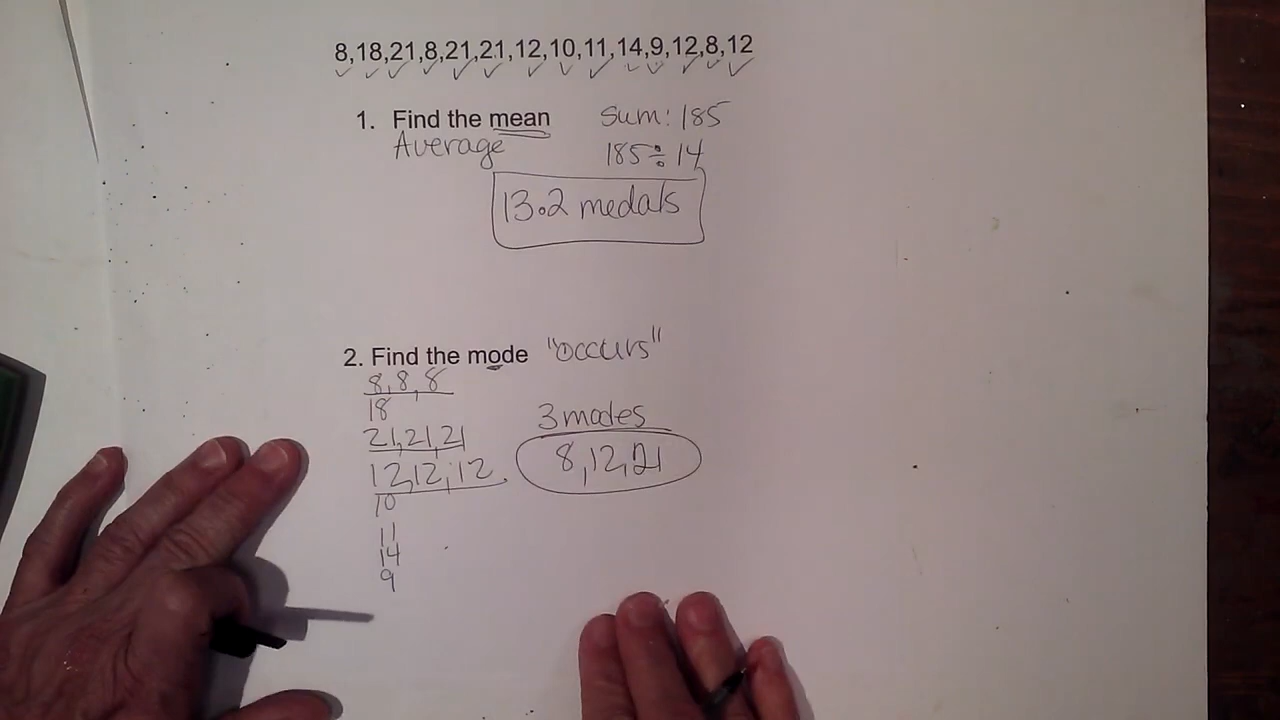 8,18,21,8,21,21,12,10,11,14,9,12,8,12
1. Find the mean Sum: 185
Average 185÷14
13.2 medals
2. Find the mode "occurs"
8,8,8
18
3 modes
21,21,21
8,12,21
12,12,12
10
11
14
9